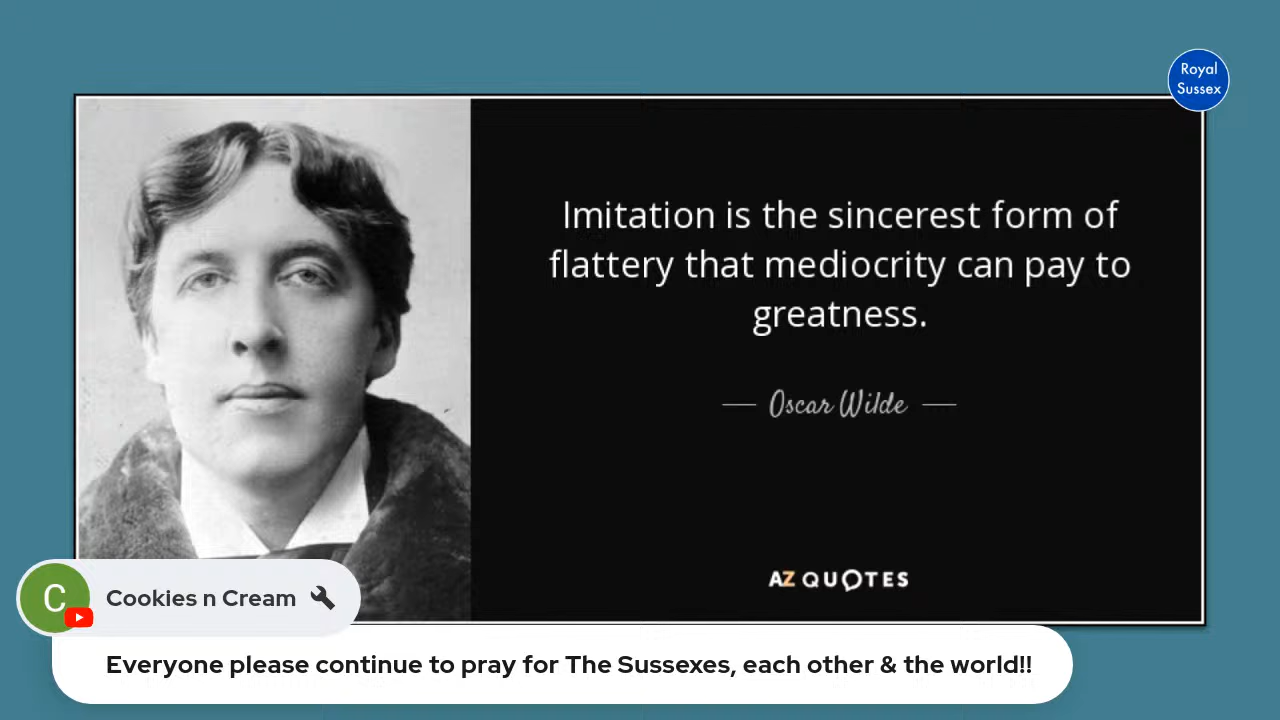 Royal
Sussex
Imitation is the sincerest form of
flattery that mediocrity can pay to
greatness.
Oscar Wilde
AZ QUOTES
C
Cookies n Cream
Everyone please continue to pray for The Sussexes, each other & the world!!